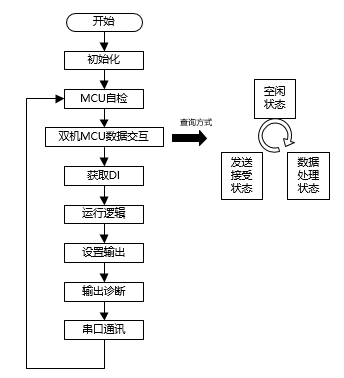 开始
初始化
MCU自检
双机MCU数据交互
获取DI
运行逻辑
设置输出
输出诊断
串口通讯
查询方式
空闲
状态
发送
接受
状态
数据
处理
状态